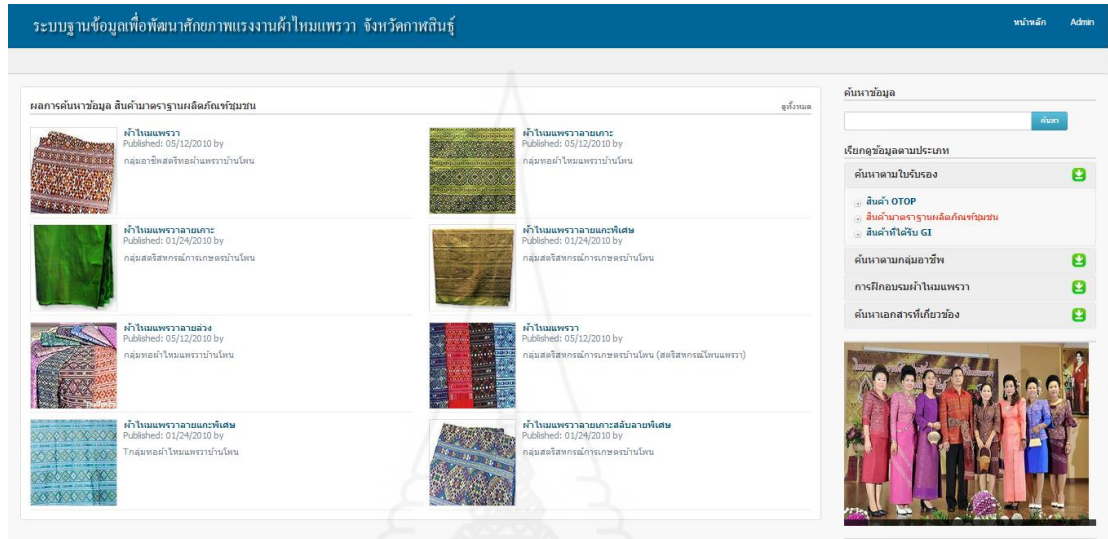 ระบบฐานข้อมูลเพื่อพัฒนาศักยภาพแรงงานผ้าไหมแพรวา จังหวัดกาฬสินธุ์
หน้าหลัก Admin
ผลการค้นหาข้อมูล สินค้ามาตราฐานผลิตภัณฑ์ชุมชน
ดูทั้งหมด
ผ้าไหมแพรวา
Published: 05/12/2010 by
กลุ่มอาชีพสตรีทอผ้าแพรวาบ้านโพน
ผ้าไหมแพรวาลายเกาะ
Published: 05/12/2010 by
กลุ่มทอผ้าไหมแพรวาบ้านโพน
ผ้าไหมแพรวาลายเกาะ
Published: 01/24/2010 by
กลุ่มสตรีสหกรณ์การเกษตรบ้านโพน
ผ้าไหมแพรวาลายแกะพิเศษ
Published: 01/24/2010 by
กลุ่มสตรีสหกรณ์การเกษตรบ้านโพน
ผ้าไหมแพรวาลายล่วง
Published: 05/12/2010 by
กลุ่มทอผ้าไหมแพรวาบ้านโพน
ผ้าไหมแพรวา
Published: 05/12/2010 by
กลุ่มสตรีสหกรณ์การเกษตรบ้านโพน (สตรีสหกรณ์โพนแพรวา)
ผ้าไหมแพรวาลายแกะพิเศษ
Published: 01/24/2010 by
Tกลุ่มทอผ้าไหมแพรวาบ้านโพน
ผ้าไหมแพรวาลายเกาะสลับลายพิเศษ
Published: 01/24/2010 by
กลุ่มสตรีสหกรณ์การเกษตรบ้านโพน
ค้นหาข้อมูล
ค้นหา
เรียกดูข้อมูลตามประเภท
ค้นหาตามใบรับรอง
สินค้า OTOP
สินค้ามาตราฐานผลิตภัณฑ์ชุมชน
สินค้าที่ได้รับ GI
ค้นหาตามกลุ่มอาชีพ
การฝึกอบรมผ้าไหมแพรวา
ค้นหาเอกสารที่เกี่ยวข้อง